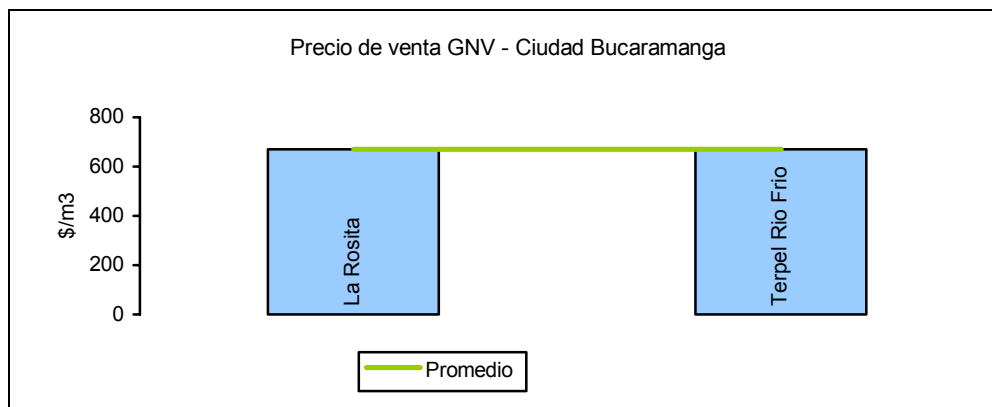 Precio de venta GNV - Ciudad Bucaramanga
800
600
400
200
0
$/m3
La Rosita
Terpel Rio Frio
Promedio